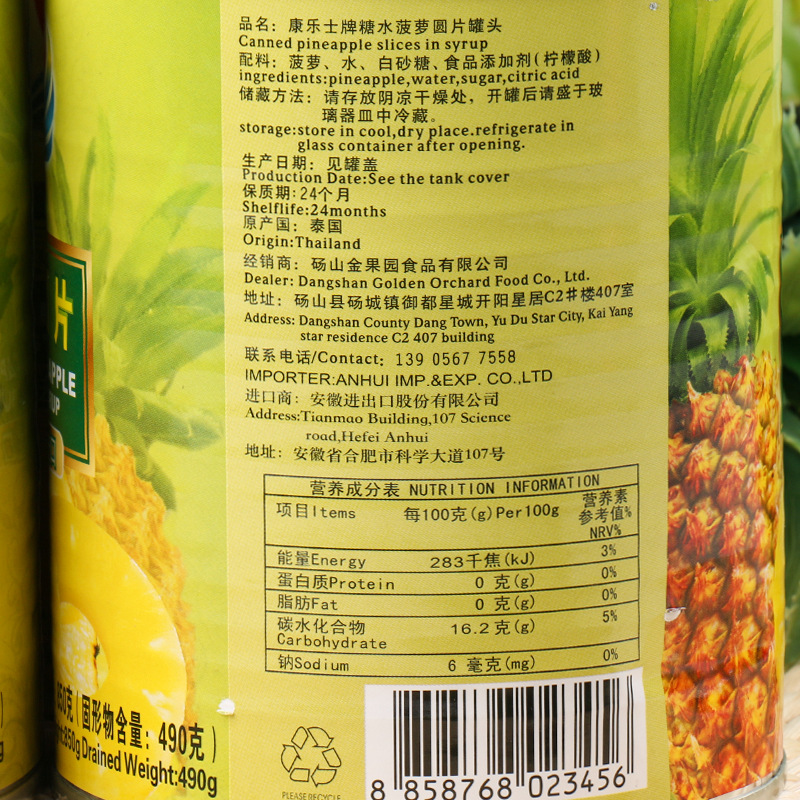 品名：康乐士牌糖水菠萝圆片罐头
Canned pineapple slices in syrup
配料：菠萝、水、白砂糖、食品添加剂(柠檬酸)
ingredients:pineapple,water,sugar,citric acid
储藏方法：请存放阴凉干燥处，开罐后请盛于玻
璃器皿中冷藏。
storage:store in cool,dry place.refrigerate in
glass container after opening.
生产日期：见罐盖
Production Date:See the tank cover
保质期:24个月
Shelflife:24months
原产国：泰国
Origin:Thailand
经销商：砀山金果园食品有限公司
Dealer: Dangshan Golden Orchard Food Co., Ltd.
地址：砀山县砀城镇御都星城开阳星居C2#楼407室
Address: Dangshan County Dang Town, Yu Du Star City, Kai Yang
star residence C2 407 building
联系电话/Contact: 139 0567 7558
IMPORTER:ANHUI IMP.&EXP. CO.,LTD
进口商：安徽进出口股份有限公司
Address:Tianmao Building,107 Science
road,Hefei Anhui
地址：安徽省合肥市科学大道107号
营养成分表 NUTRITION INFORMATION
项目Items 每100克(g)Per100g 营养素参考值% NRV%
能量Energy 283千焦(kJ) 3%
蛋白质Protein 0 克(g) 0%
脂肪Fat 0 克(g) 0%
碳水化合物 16.2克(g) 5%
Carbohydrate
钠Sodium 6 毫克(mg) 0%
片
APPLE
UP
850克（固形物含量：490克）
850g Drained Weight:490g
PLEASE RECYCLE
8 858768 023456